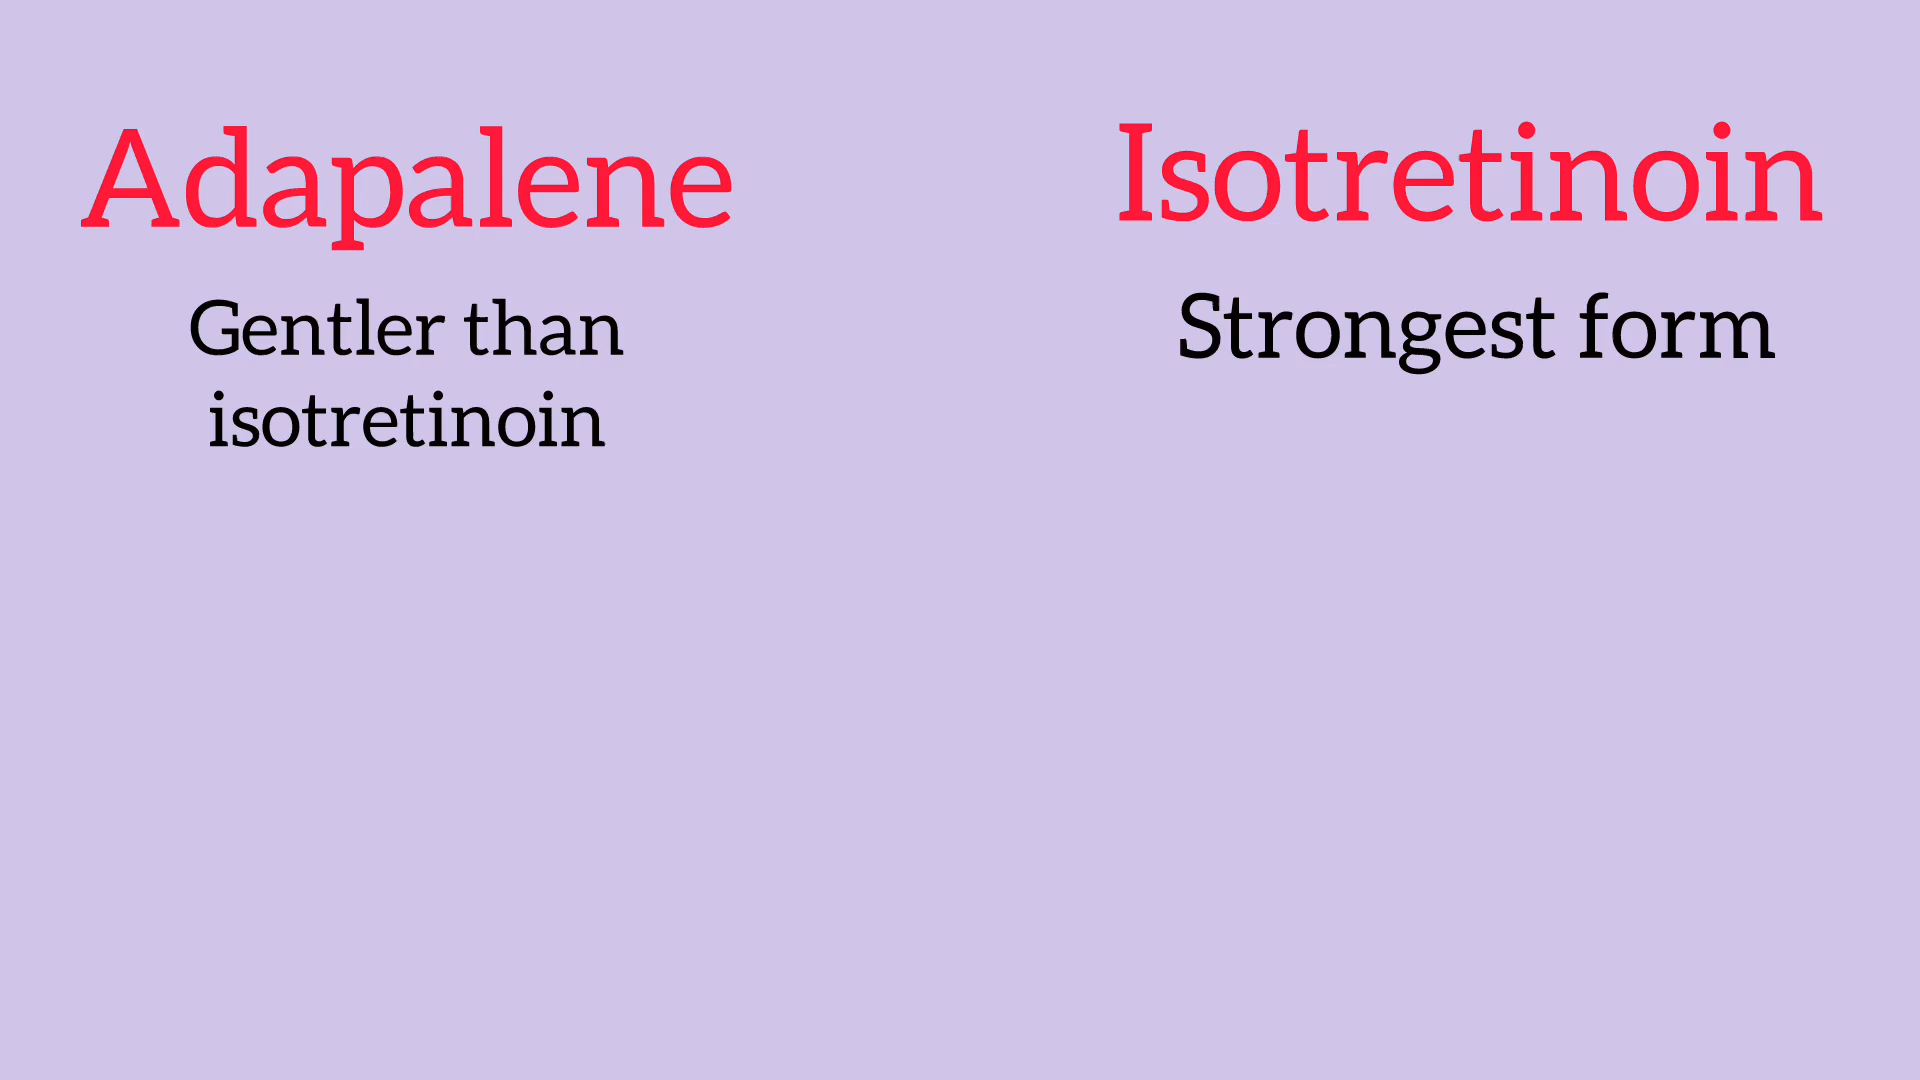 Adapalene
Gentler than
isotretinoin
Isotretinoin
Strongest form